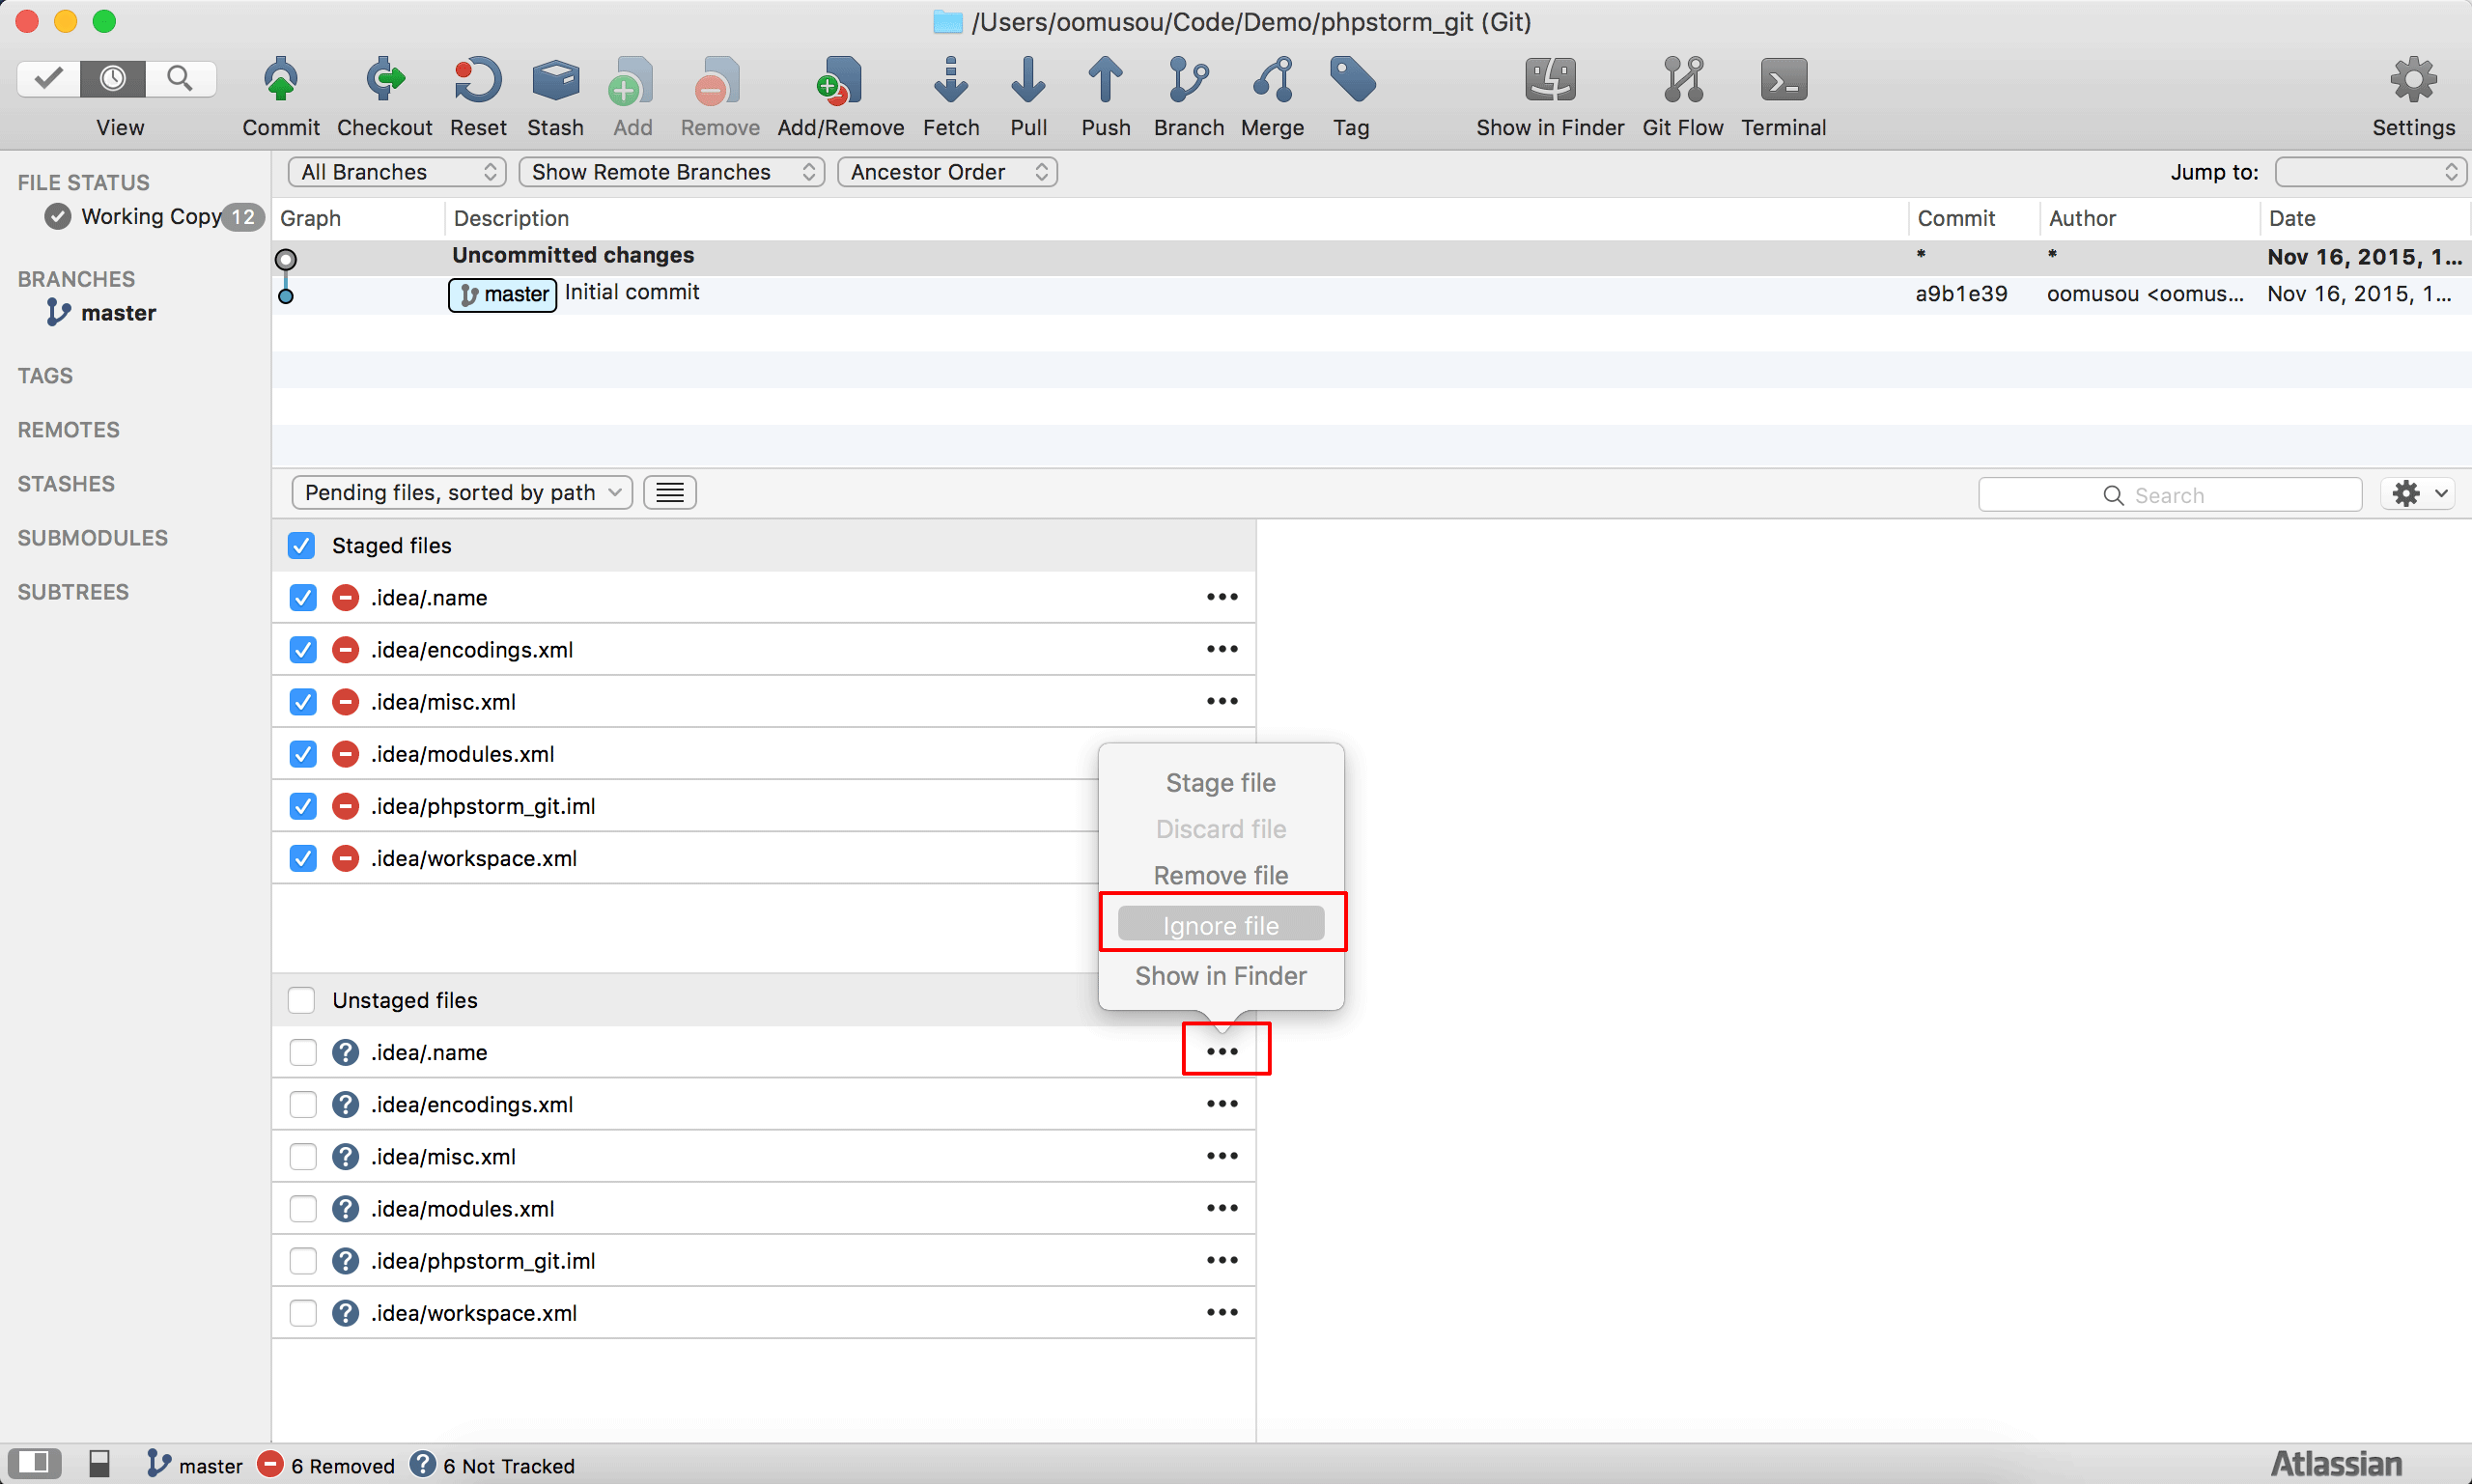 /Users/oomusou/Code/Demo/phpstorm_git (Git)
View Commit Checkout Reset Stash Add Remove Add/Remove Fetch Pull Push Branch Merge Tag Show in Finder Git Flow Terminal Settings
All Branches Show Remote Branches Ancestor Order Jump to:
FILE STATUS
Working Copy 12
BRANCHES
master
TAGS
REMOTES
STASHES
SUBMODULES
SUBTREES
Graph Description Commit Author Date
Uncommitted changes * * Nov 16, 2015, 1...
master Initial commit a9b1e39 oomusou <oomus... Nov 16, 2015, 1...
Pending files, sorted by path Search
Staged files
.idea/.name
.idea/encodings.xml
.idea/misc.xml
.idea/modules.xml
.idea/phpstorm_git.iml
.idea/workspace.xml
Stage file
Discard file
Remove file
Ignore file
Show in Finder
Unstaged files
.idea/.name
.idea/encodings.xml
.idea/misc.xml
.idea/modules.xml
.idea/phpstorm_git.iml
.idea/workspace.xml
master 6 Removed 6 Not Tracked Atlassian